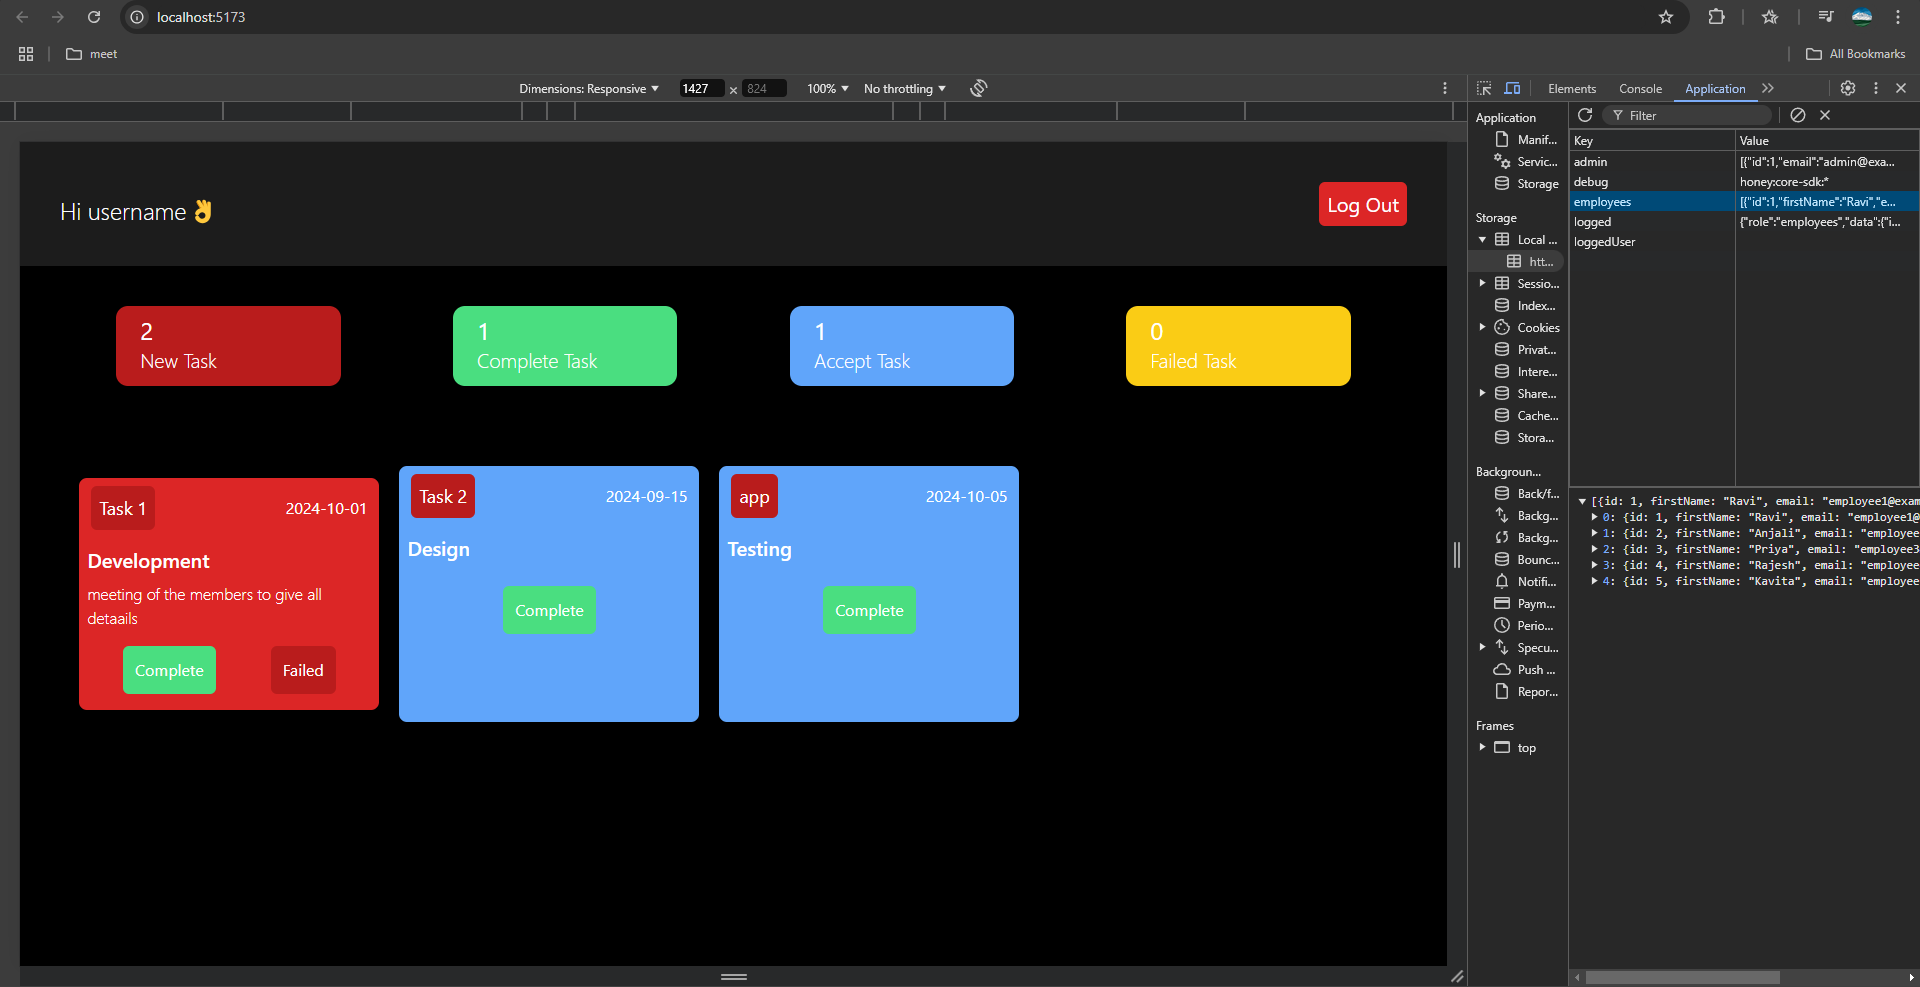 localhost:5173
meet
All Bookmarks
Dimensions: Responsive
1427 × 824
100%
No throttling
Elements
Console
Application
Hi username 👌
Log Out
2
New Task
1
Complete Task
1
Accept Task
0
Failed Task
Task 1
2024-10-01
Development
meeting of the members to give all
detaails
Complete
Failed
Task 2
2024-09-15
Design
Complete
app
2024-10-05
Testing
Complete
Application
Manif...
Servic...
Storage
Storage
Local ...
htt...
Sessio...
Index...
Cookies
Privat...
Intere...
Share...
Cache...
Stora...
Backgroun...
Back/f...
Backg...
Backg...
Bounc...
Notifi...
Paym...
Perio...
Specu...
Push ...
Repor...
Frames
top
Filter
Key Value
admin [{"id":1,"email":"admin@exa...
debug honey:core-sdk:*
employees [{"id":1,"firstName":"Ravi","e...
logged {"role":"employees","data":{"i...
loggedUser
[{id: 1, firstName: "Ravi", email: "employee1@exam
0: {id: 1, firstName: "Ravi", email: "employee1@
1: {id: 2, firstName: "Anjali", email: "employee
2: {id: 3, firstName: "Priya", email: "employee3
3: {id: 4, firstName: "Rajesh", email: "employee
4: {id: 5, firstName: "Kavita", email: "employee